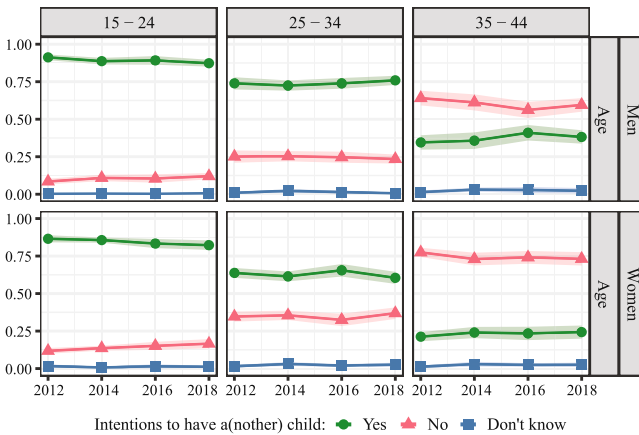 15 − 24 25 − 34 35 − 44
1.00
0.75
0.50
0.25
0.00
Age
Men
1.00
0.75
0.50
0.25
0.00
Age
Women
2012 2014 2016 2018 2012 2014 2016 2018 2012 2014 2016 2018
Intentions to have a(nother) child: Yes No Don't know